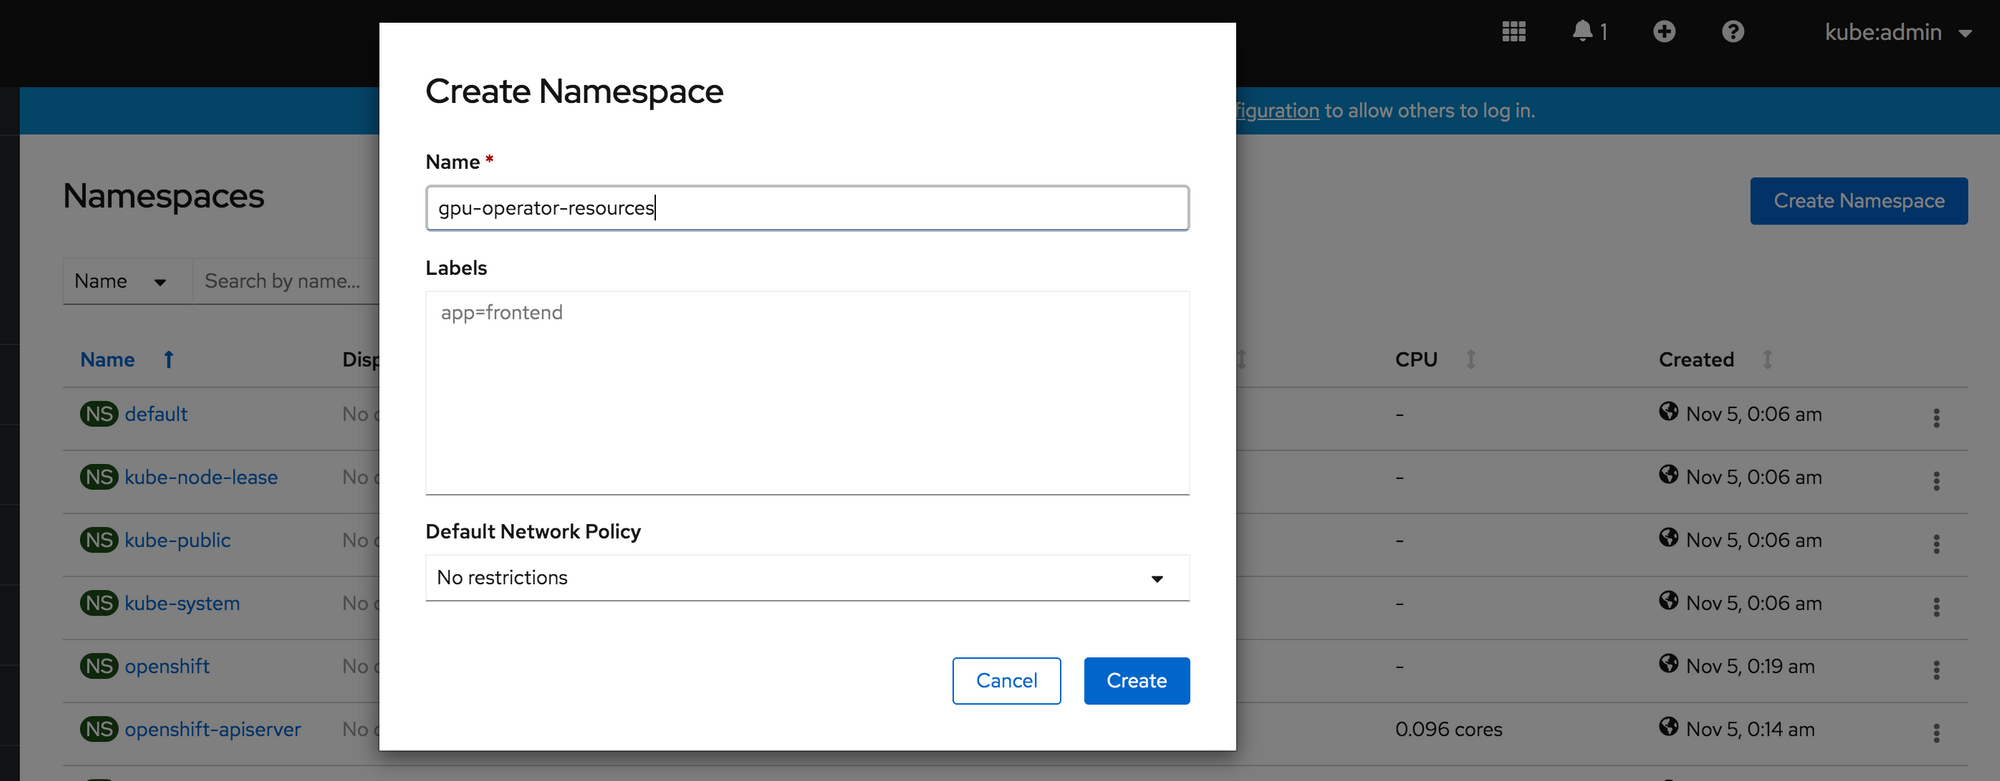 1
kube:admin
figuration to allow others to log in.
Create Namespace
Name *
gpu-operator-resources
Labels
app=frontend
Default Network Policy
No restrictions
Cancel
Create
Namespaces
Create Namespace
Name
Search by name...
Name CPU Created
NS default No - Nov 5, 0:06 am
NS kube-node-lease No - Nov 5, 0:06 am
NS kube-public No - Nov 5, 0:06 am
NS kube-system No - Nov 5, 0:06 am
NS openshift No - Nov 5, 0:19 am
NS openshift-apiserver No 0.096 cores Nov 5, 0:14 am